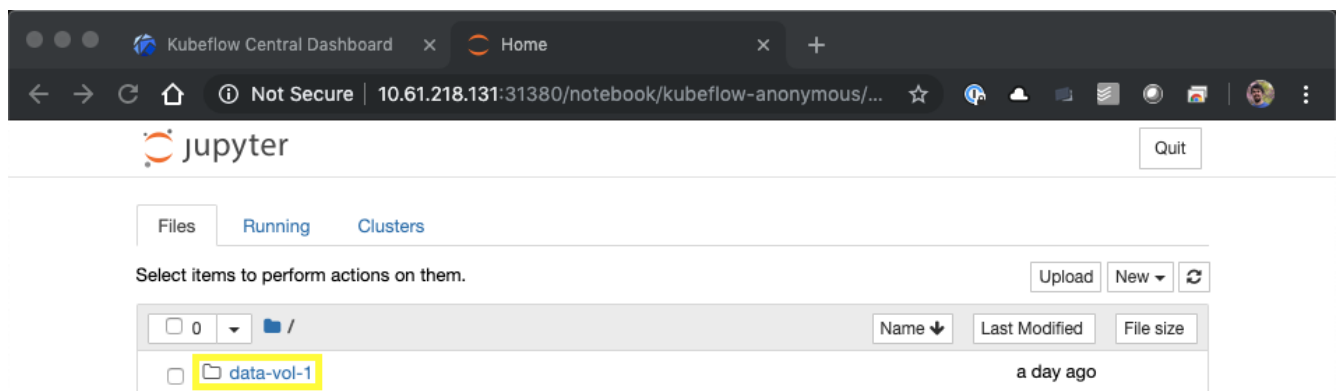 Kubeflow Central Dashboard Home
Not Secure | 10.61.218.131:31380/notebook/kubeflow-anonymous/...
jupyter Quit
Files Running Clusters
Select items to perform actions on them. Upload New
0 / Name Last Modified File size
data-vol-1 a day ago